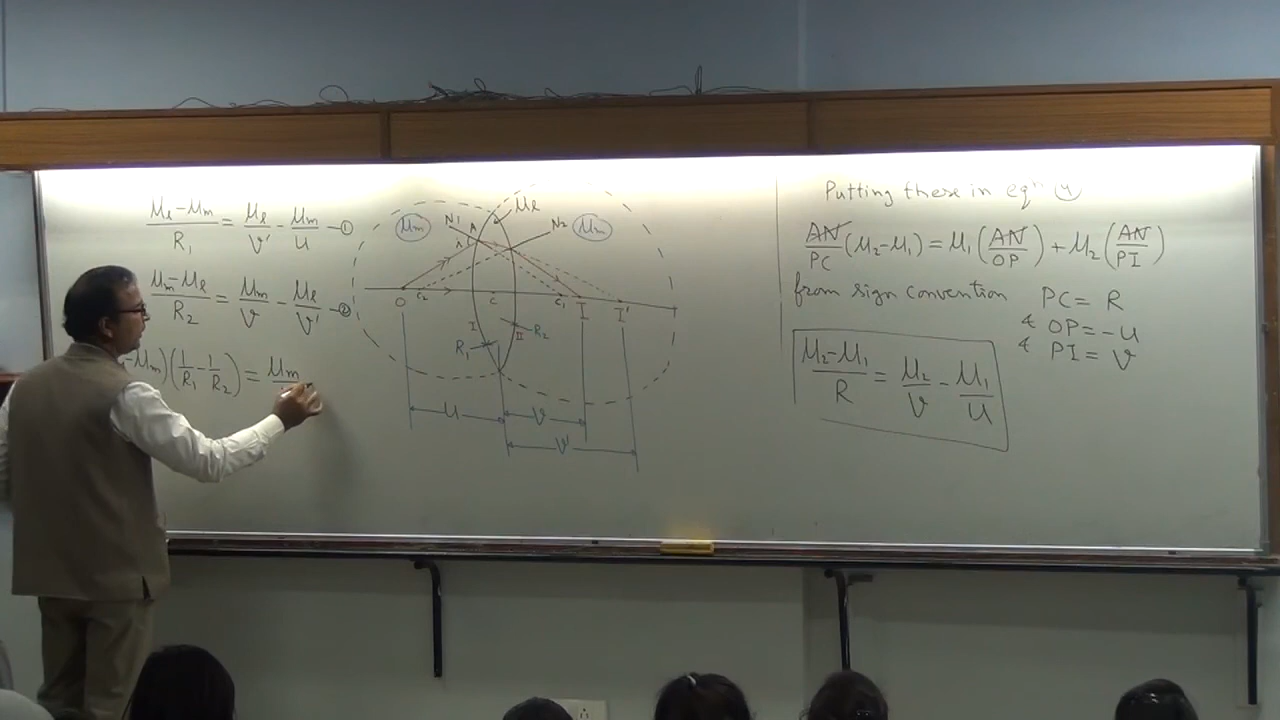 (μℓ-μm)/R₁ = μℓ/v' - μm/u -①
(μm-μℓ)/R₂ = μm/v - μℓ/v' -②
-μm)(1/R₁ - 1/R₂) = μm
μm
N1
A
μℓ
N2
μm
O
C₂
C
C₁
I
I'
I
II
R₁
R₂
u
v
v'
Putting these in eqⁿ ④
AN/PC (μ₂-μ₁) = μ₁(AN/OP) + μ₂(AN/PI)
from sign convention
PC = R
& OP = -u
& PI = v
(μ₂-μ₁)/R = μ₂/v - μ₁/u